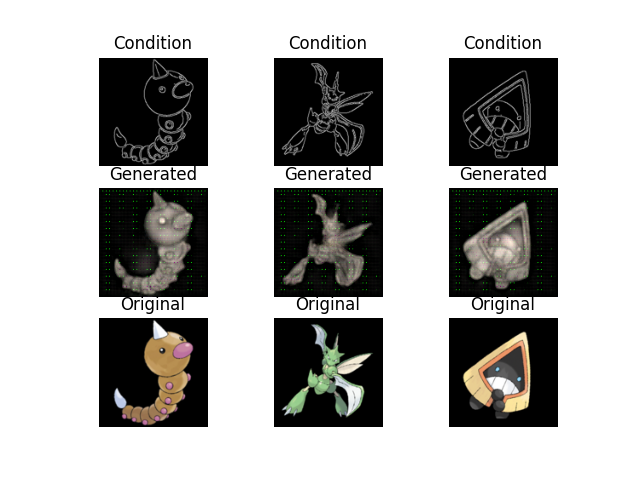 Condition Condition Condition
Generated Generated Generated
Original Original Original